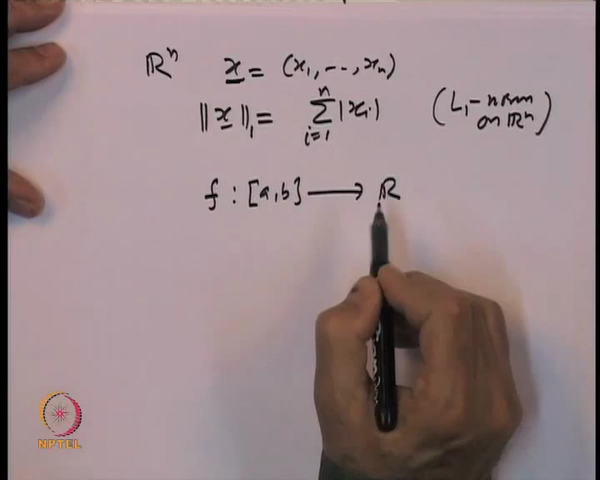 ℝⁿ x = (x₁, --, xₙ)
‖x‖₁ = Σᵢ₌₁ⁿ |xᵢ| (L₁-norm on ℝⁿ)
f : [a,b] ⟶ ℝ
NPTEL